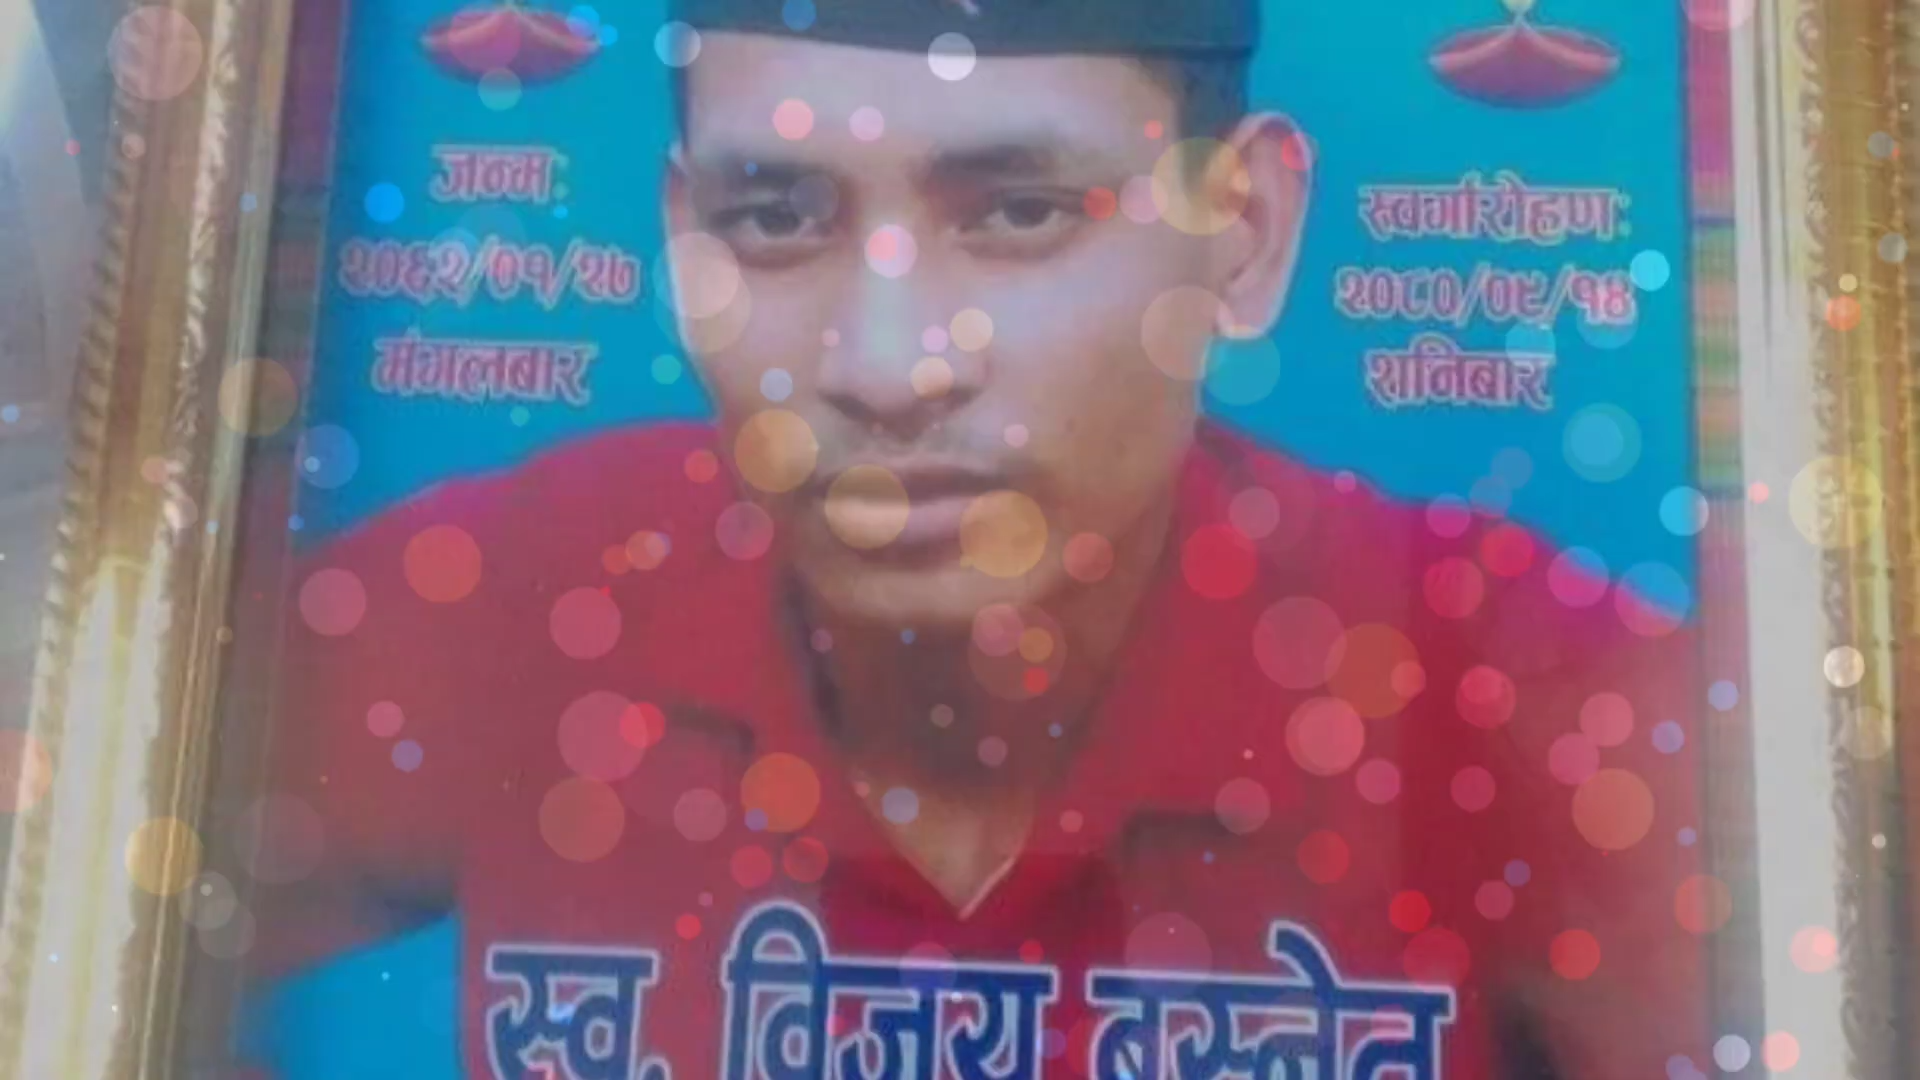 जन्म:
२०६२/०१/२७
मंगलबार
स्वर्गारोहण:
२०८०/०९/१४
शनिबार
स्व. विजय बस्नेत